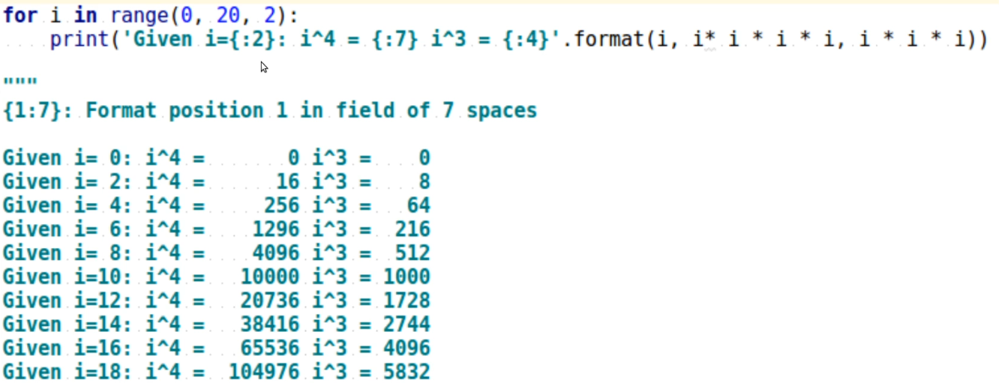 for i in range(0, 20, 2):
    print('Given i={:2}: i^4 = {:7} i^3 = {:4}'.format(i, i* i * i * i, i * i * i))
"""
{1:7}: Format position 1 in field of 7 spaces
Given i= 0: i^4 =       0 i^3 =    0
Given i= 2: i^4 =      16 i^3 =    8
Given i= 4: i^4 =     256 i^3 =   64
Given i= 6: i^4 =    1296 i^3 =  216
Given i= 8: i^4 =    4096 i^3 =  512
Given i=10: i^4 =   10000 i^3 = 1000
Given i=12: i^4 =   20736 i^3 = 1728
Given i=14: i^4 =   38416 i^3 = 2744
Given i=16: i^4 =   65536 i^3 = 4096
Given i=18: i^4 =  104976 i^3 = 5832